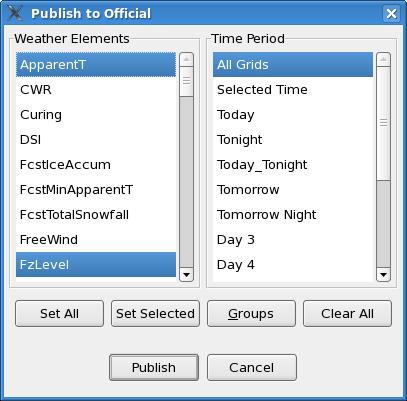 Publish to Official
Weather Elements
ApparentT
CWR
Curing
DSI
FcstIceAccum
FcstMinApparentT
FcstTotalSnowfall
FreeWind
FzLevel
Time Period
All Grids
Selected Time
Today
Tonight
Today_Tonight
Tomorrow
Tomorrow Night
Day 3
Day 4
Set All
Set Selected
Groups
Clear All
Publish
Cancel